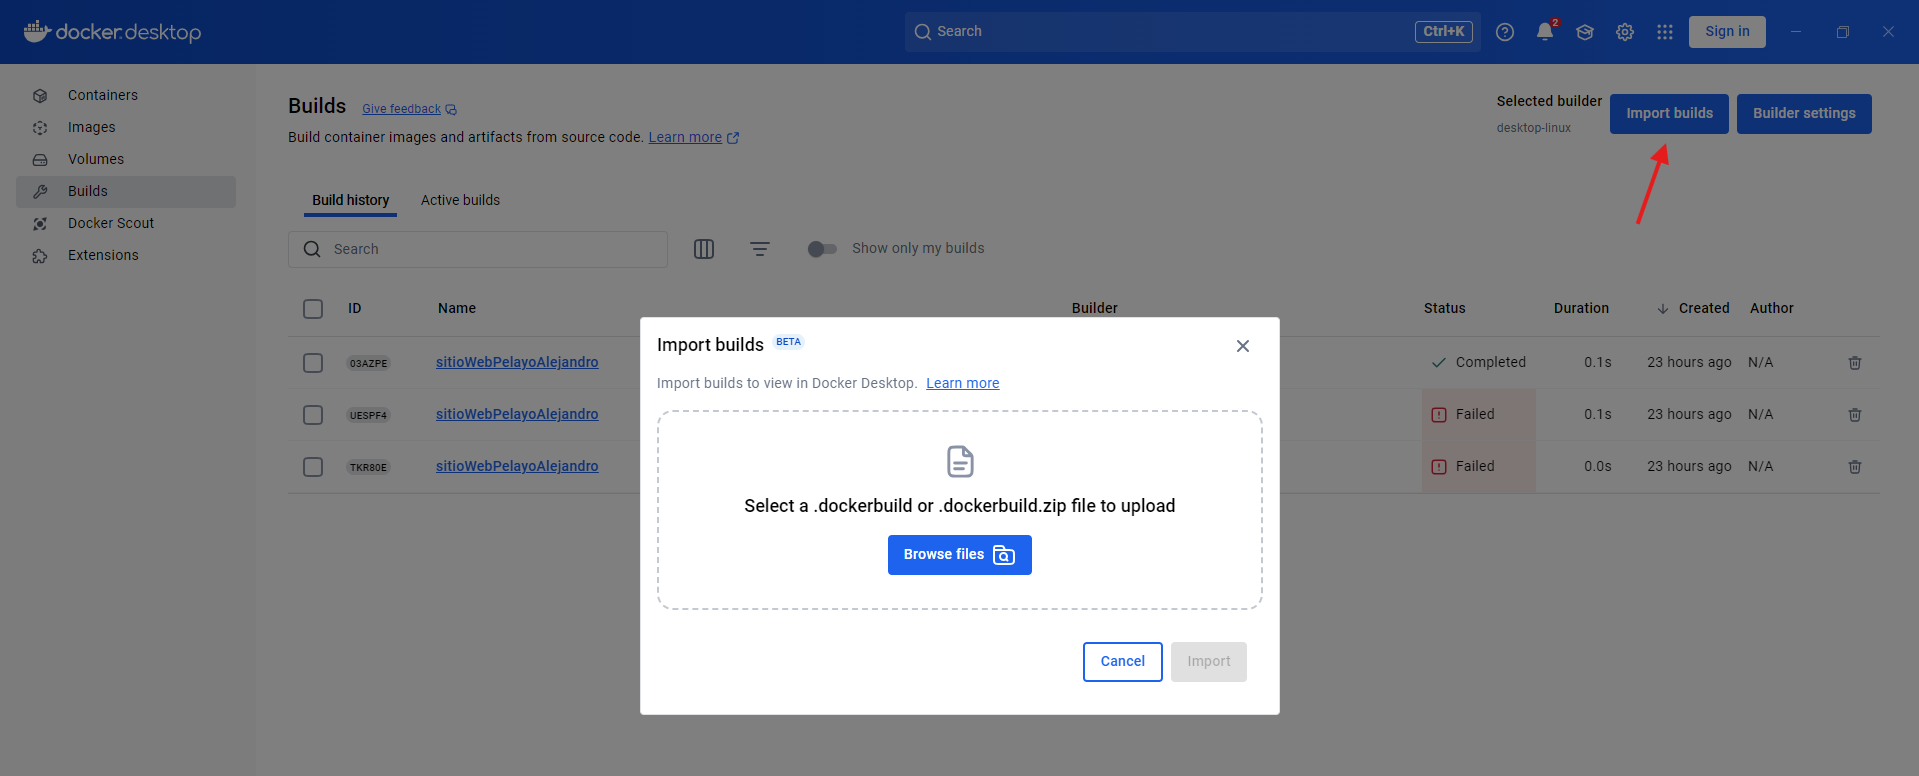 docker.desktop
Search
Ctrl+K
2
Sign in
Containers
Images
Volumes
Builds
Docker Scout
Extensions
Builds
Give feedback
Build container images and artifacts from source code. Learn more
Selected builder
desktop-linux
Import builds
Builder settings
Build history
Active builds
Search
Show only my builds
ID Name Builder Status Duration Created Author
03AZPE sitioWebPelayoAlejandro Completed 0.1s 23 hours ago N/A
UESPF4 sitioWebPelayoAlejandro Failed 0.1s 23 hours ago N/A
TKR80E sitioWebPelayoAlejandro Failed 0.0s 23 hours ago N/A
Import builds BETA
Import builds to view in Docker Desktop. Learn more
Select a .dockerbuild or .dockerbuild.zip file to upload
Browse files
Cancel
Import